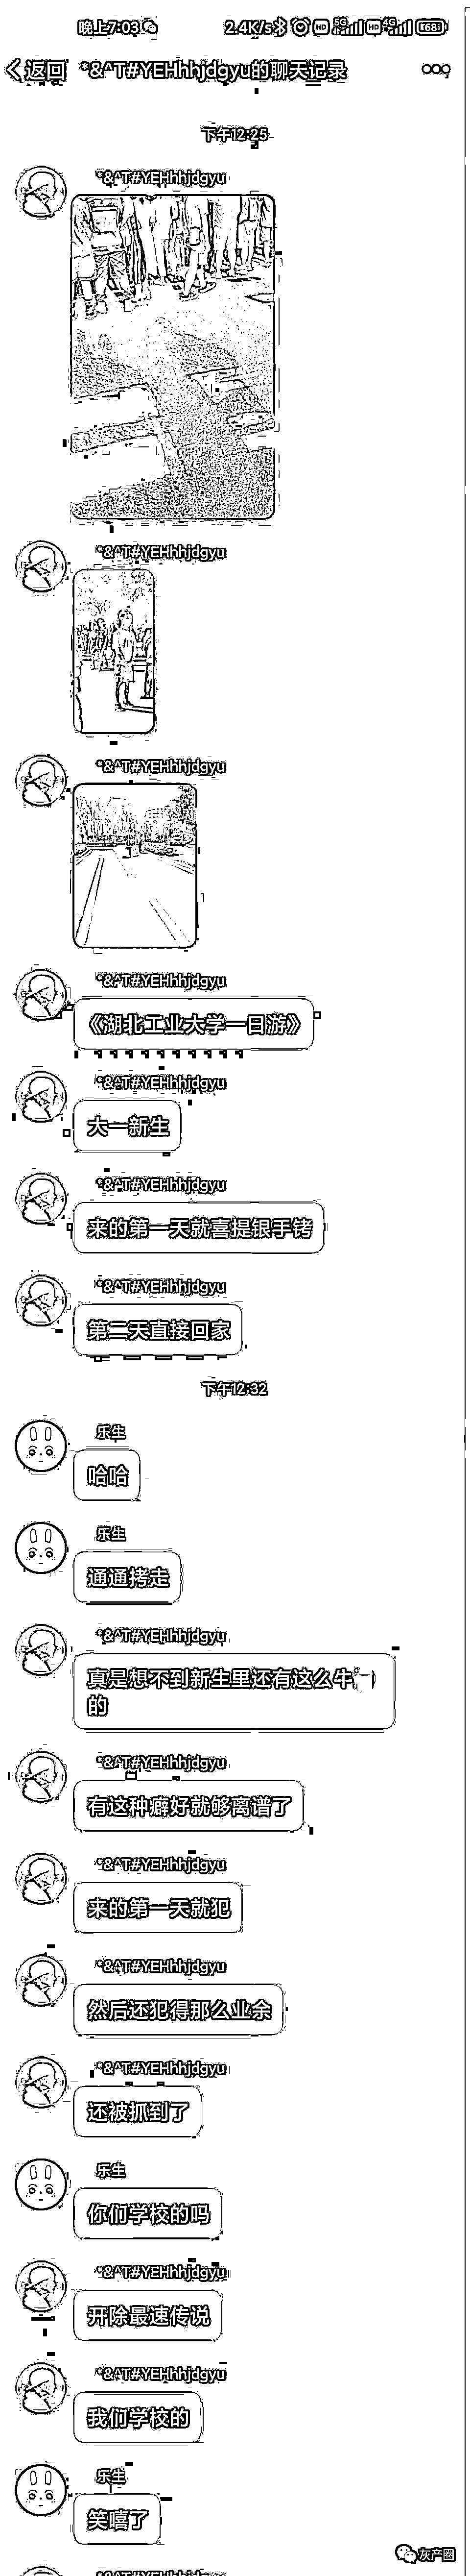 晚上7:03
2.4K/s HD 5G HD 4G 68
返回 *&^T#YEHhhjdgyu的聊天记录
下午12:25
*&^T#YEHhhjdgyu
*&^T#YEHhhjdgyu
*&^T#YEHhhjdgyu
*&^T#YEHhhjdgyu
《湖北工业大学一日游》
*&^T#YEHhhjdgyu
大一新生
*&^T#YEHhhjdgyu
来的第一天就喜提银手铐
*&^T#YEHhhjdgyu
第二天直接回家
下午12:32
乐生
哈哈
乐生
通通拷走
*&^T#YEHhhjdgyu
真是想不到新生里还有这么牛
的
*&^T#YEHhhjdgyu
有这种癖好就够离谱了
*&^T#YEHhhjdgyu
来的第一天就犯
*&^T#YEHhhjdgyu
然后还犯得那么业余
*&^T#YEHhhjdgyu
还被抓到了
乐生
你们学校的吗
*&^T#YEHhhjdgyu
开除最速传说
*&^T#YEHhhjdgyu
我们学校的
乐生
笑嘻了
灰产圈